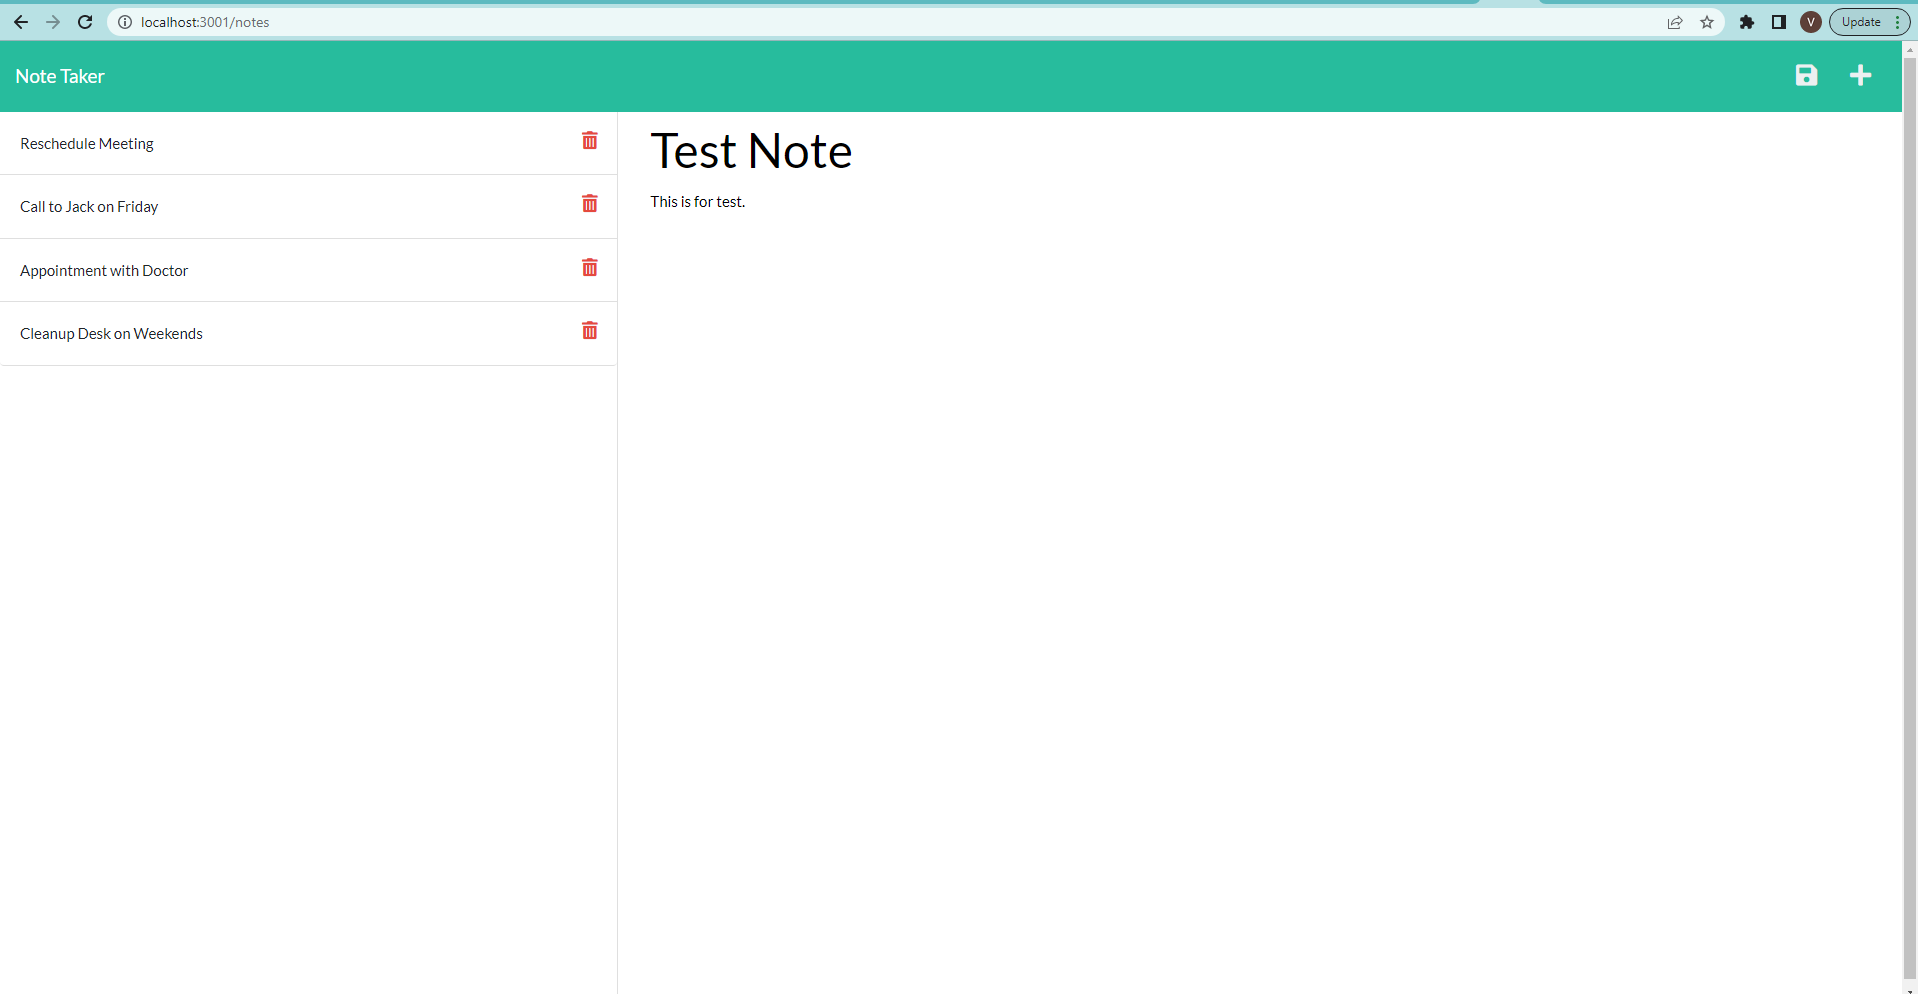 localhost:3001/notes
V
Update
Note Taker
Reschedule Meeting
Call to Jack on Friday
Appointment with Doctor
Cleanup Desk on Weekends
Test Note
This is for test.